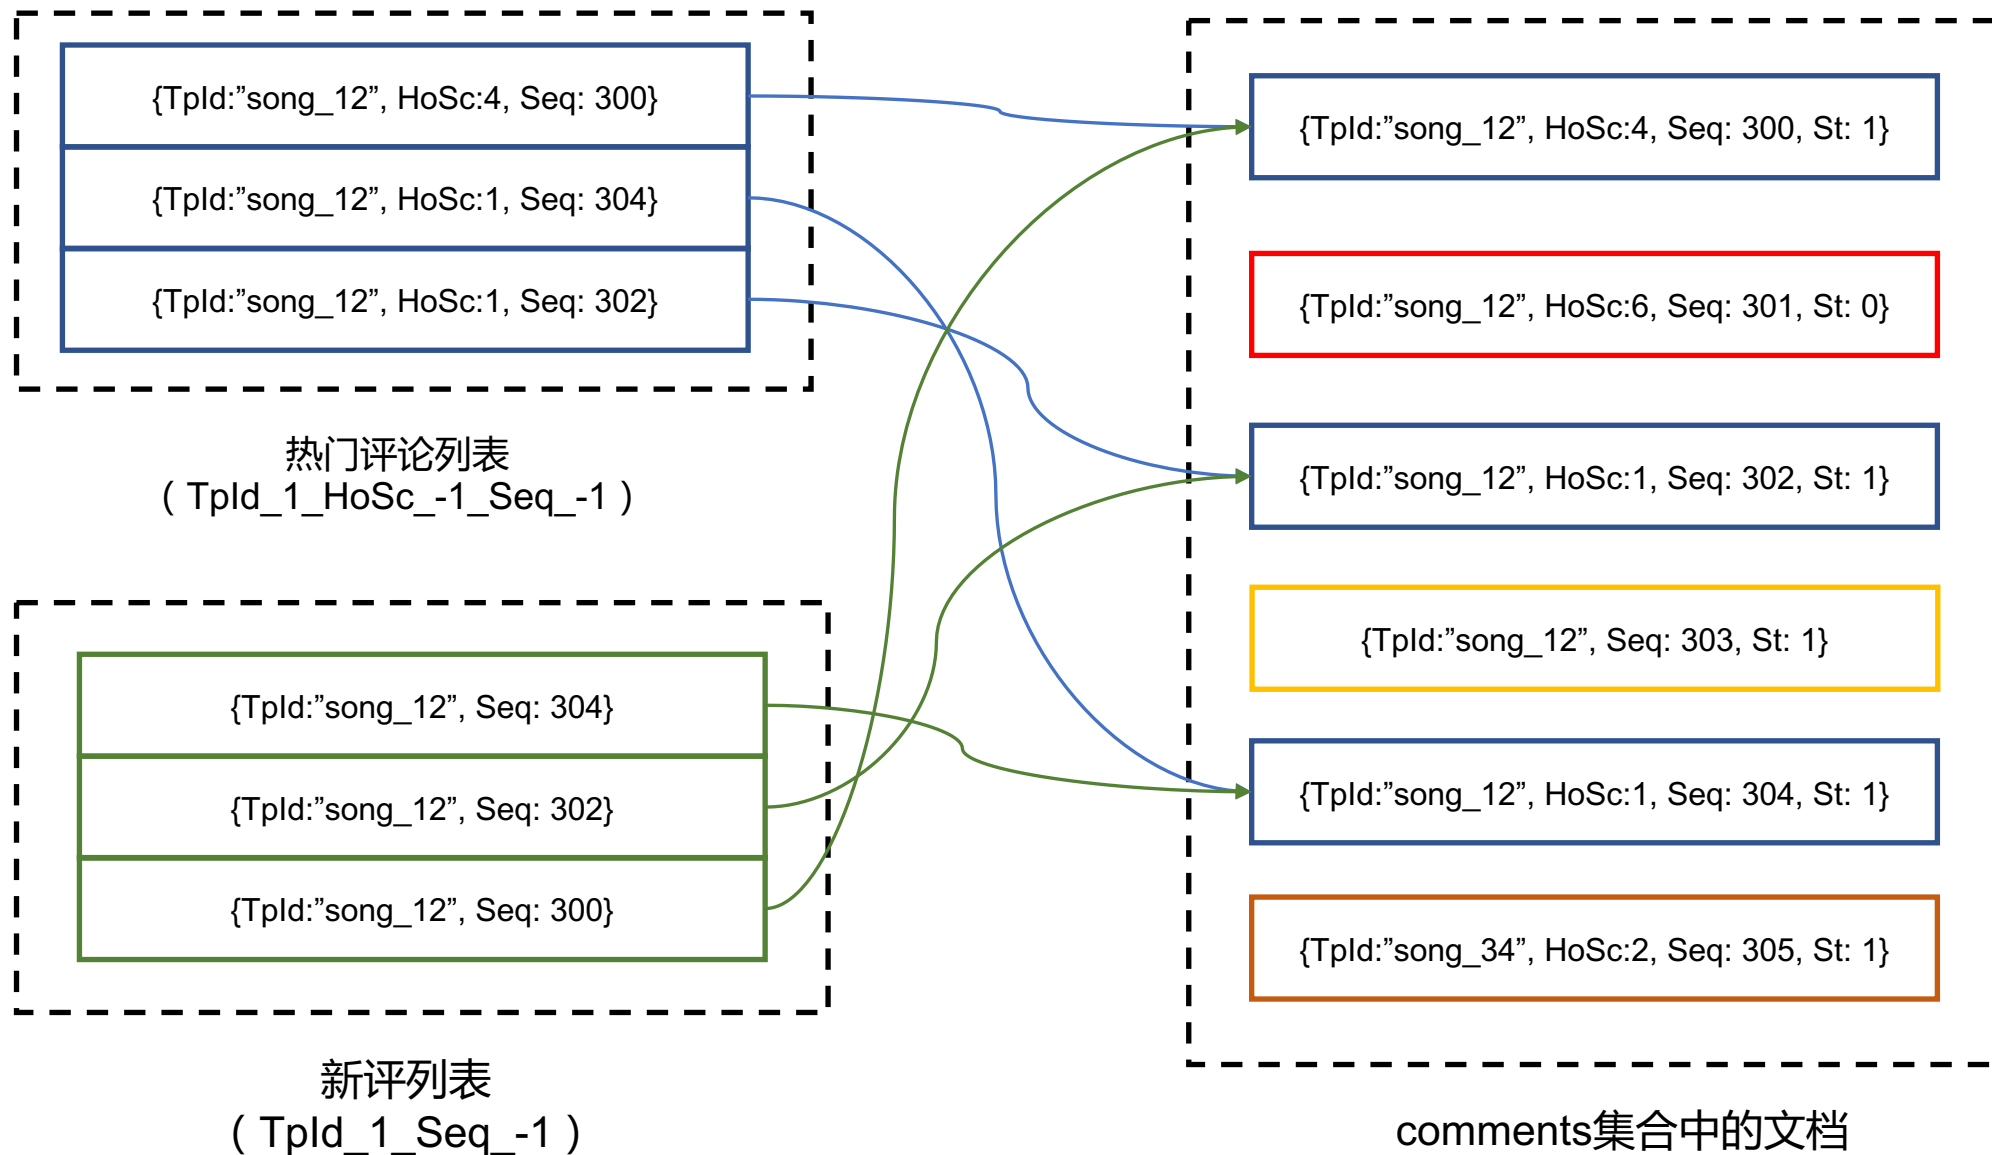 {TpId:”song_12”, HoSc:4, Seq: 300}
{TpId:”song_12”, HoSc:1, Seq: 304}
{TpId:”song_12”, HoSc:1, Seq: 302}
热门评论列表
（TpId_1_HoSc_-1_Seq_-1）
{TpId:”song_12”, Seq: 304}
{TpId:”song_12”, Seq: 302}
{TpId:”song_12”, Seq: 300}
新评列表
（TpId_1_Seq_-1）
{TpId:”song_12”, HoSc:4, Seq: 300, St: 1}
{TpId:”song_12”, HoSc:6, Seq: 301, St: 0}
{TpId:”song_12”, HoSc:1, Seq: 302, St: 1}
{TpId:”song_12”, Seq: 303, St: 1}
{TpId:”song_12”, HoSc:1, Seq: 304, St: 1}
{TpId:”song_34”, HoSc:2, Seq: 305, St: 1}
comments集合中的文档